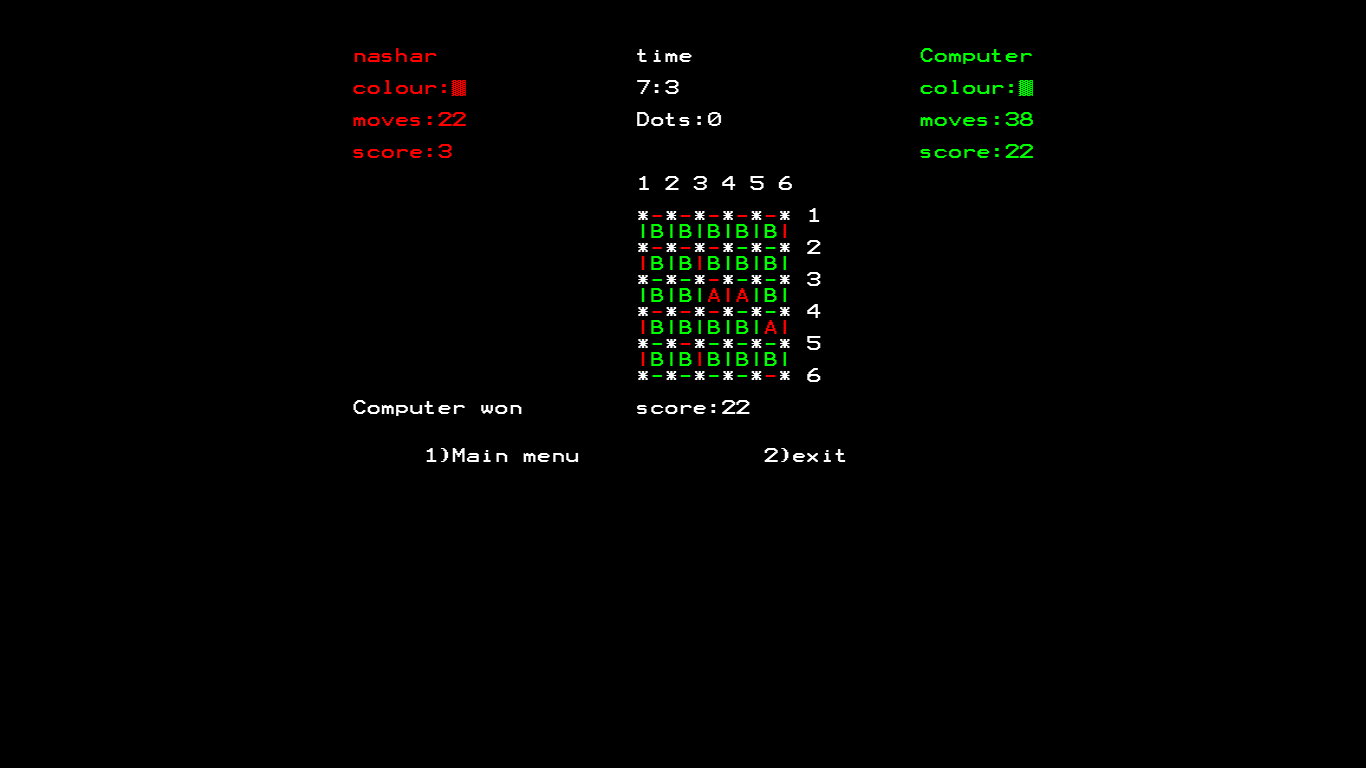 nashar time Computer
colour:▓ 7:3 colour:▓
moves:22 Dots:0 moves:38
score:3 score:22
1 2 3 4 5 6
*-*-*-*-*-* 1
|B|B|B|B|B|
*-*-*-*-*-* 2
|B|B|B|B|B|
*-*-*-*-*-* 3
|B|B|A|A|B|
*-*-*-*-*-* 4
|B|B|B|B|A|
*-*-*-*-*-* 5
|B|B|B|B|B|
*-*-*-*-*-* 6
Computer won score:22
1)Main menu 2)exit